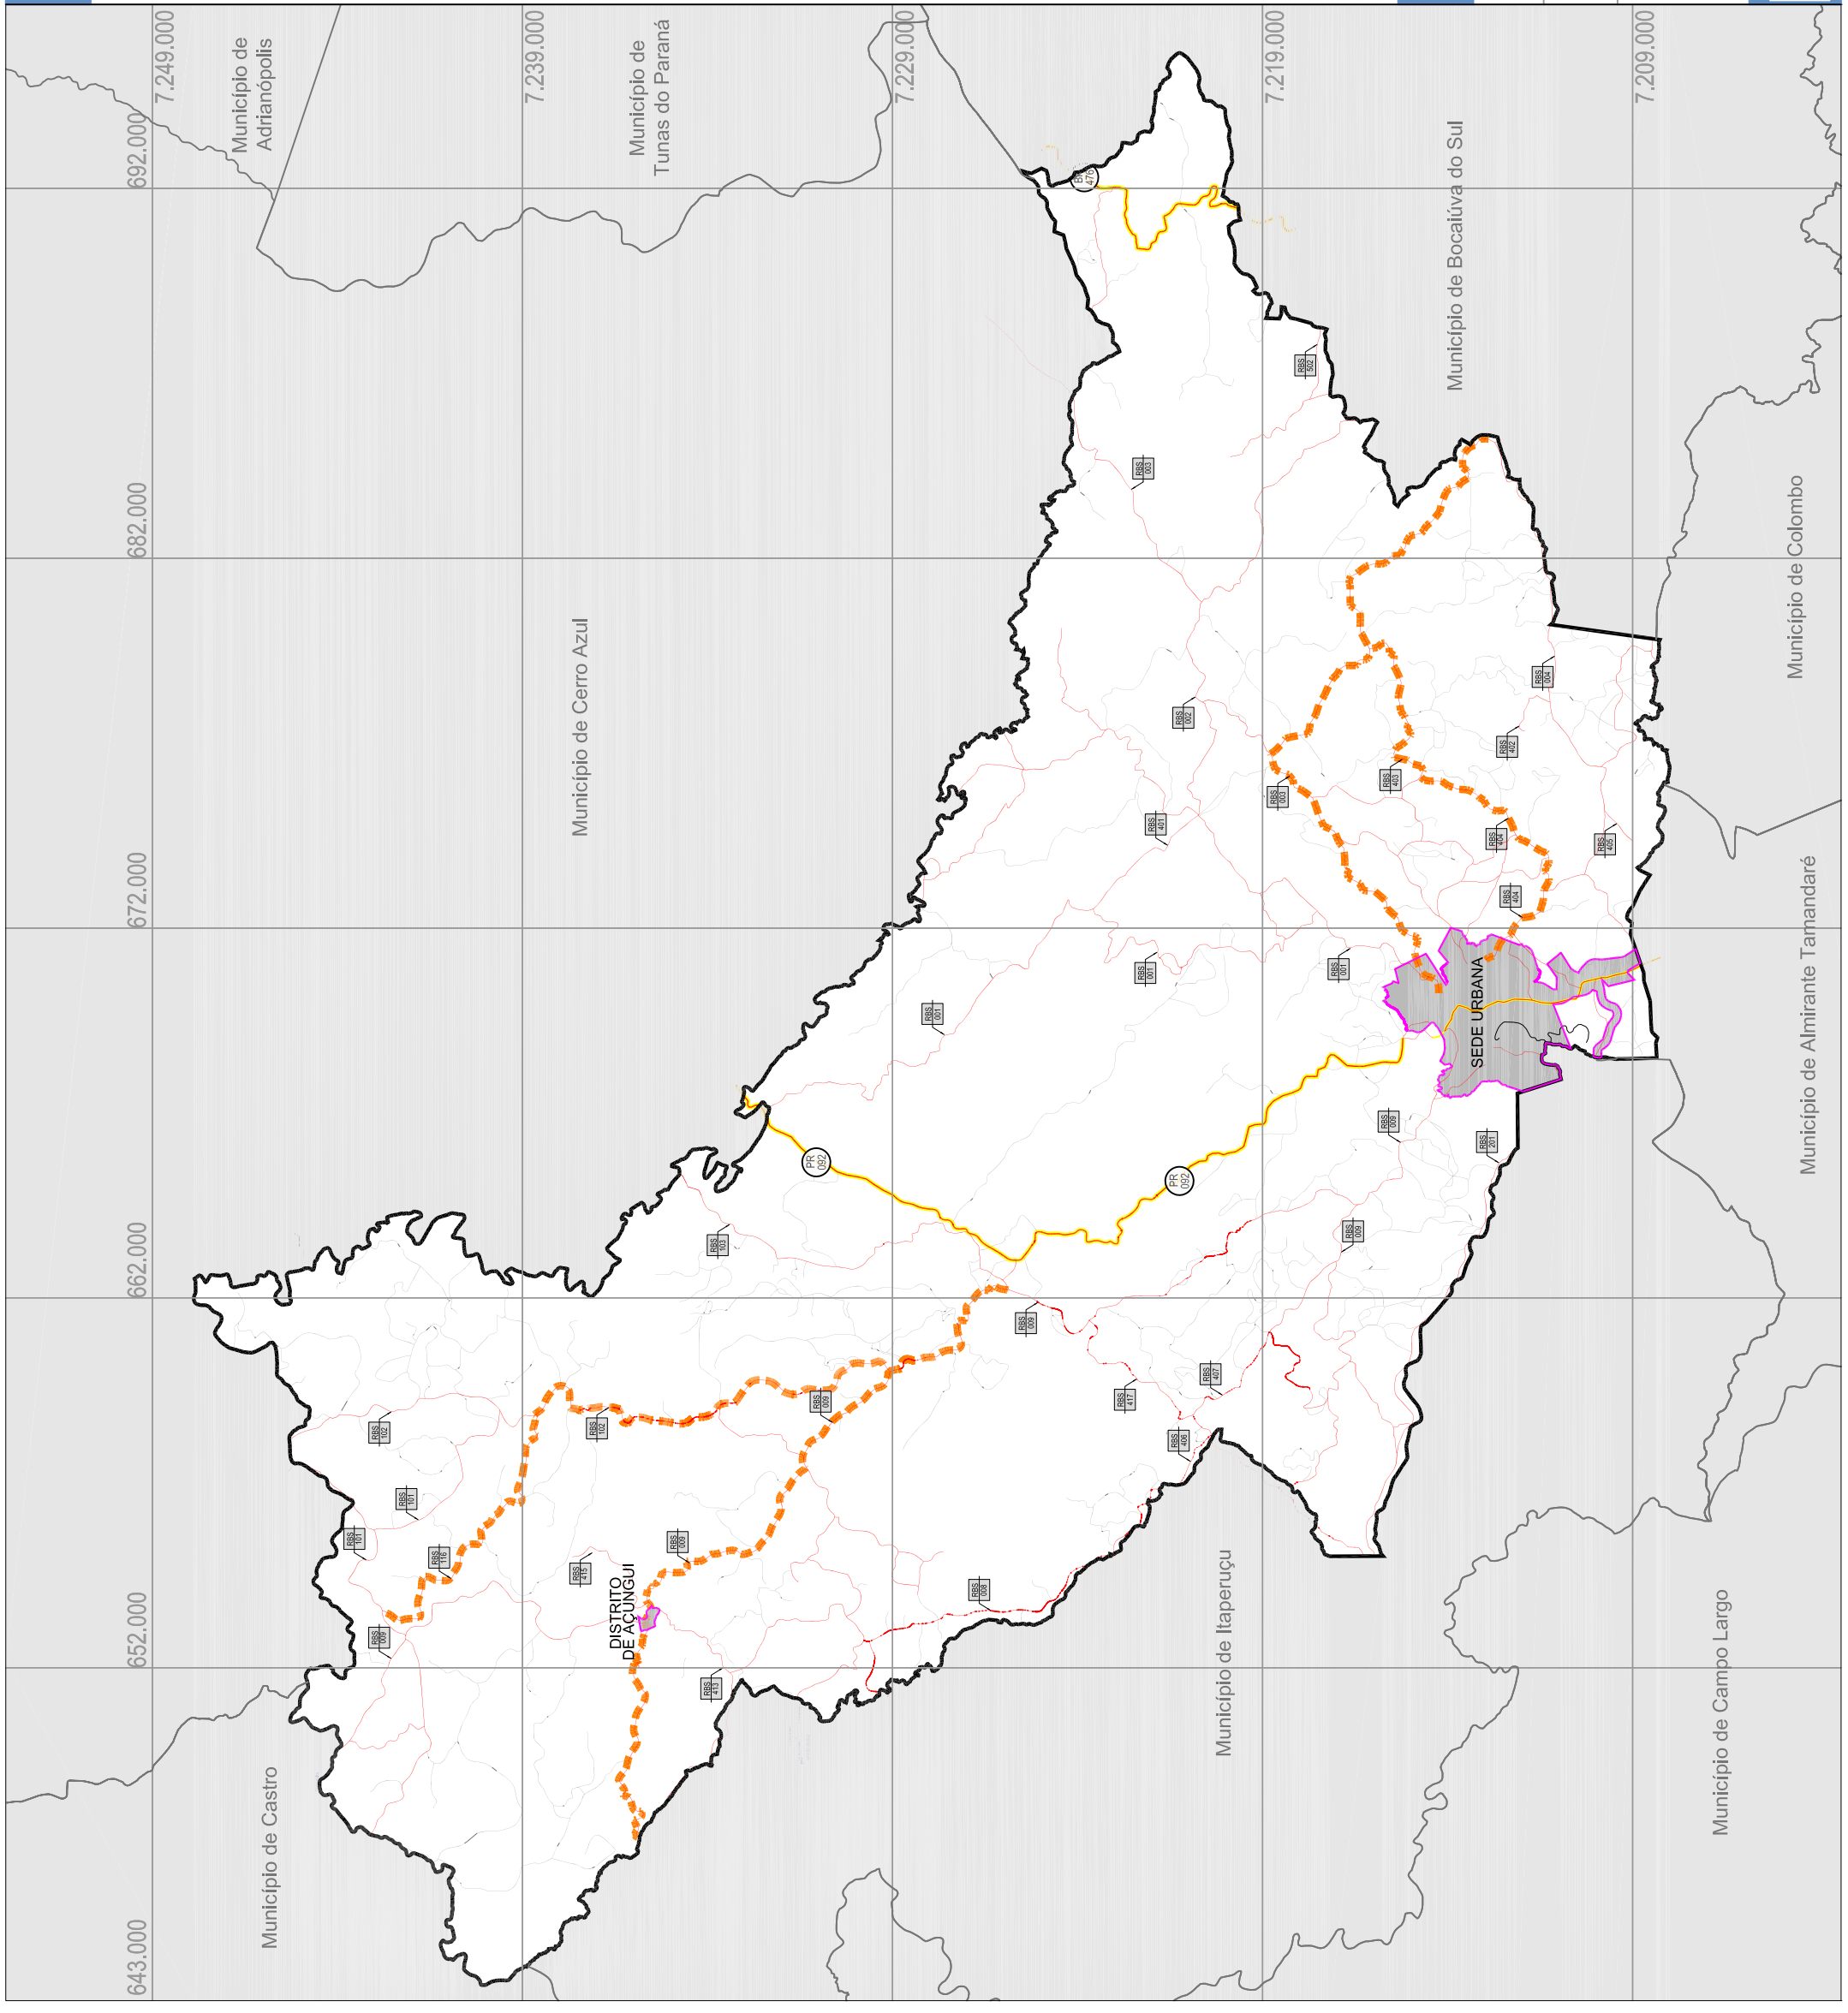 643.000
652.000
662.000
672.000
682.000
692.000
7.249.000
7.239.000
7.229.000
7.219.000
7.209.000
Município de
Adrianópolis
Município de
Tunas do Paraná
Município de Cerro Azul
Município de Castro
Município de Bocaiúva do Sul
Município de Colombo
Município de Almirante Tamandaré
Município de Itaperuçu
Município de Campo Largo
SEDE URBANA
DISTRITO
DE AÇUNGUI
476
PR
092
PR
092
RBS
502
RBS
003
RBS
002
RBS
401
RBS
003
RBS
403
RBS
402
RBS
004
RBS
404
RBS
404
RBS
405
RBS
001
RBS
001
RBS
001
RBS
009
RBS
201
RBS
009
RBS
103
RBS
009
RBS
407
RBS
417
RBS
406
RBS
009
RBS
102
RBS
102
RBS
101
RBS
101
RBS
116
RBS
009
RBS
415
RBS
009
RBS
008
RBS
413